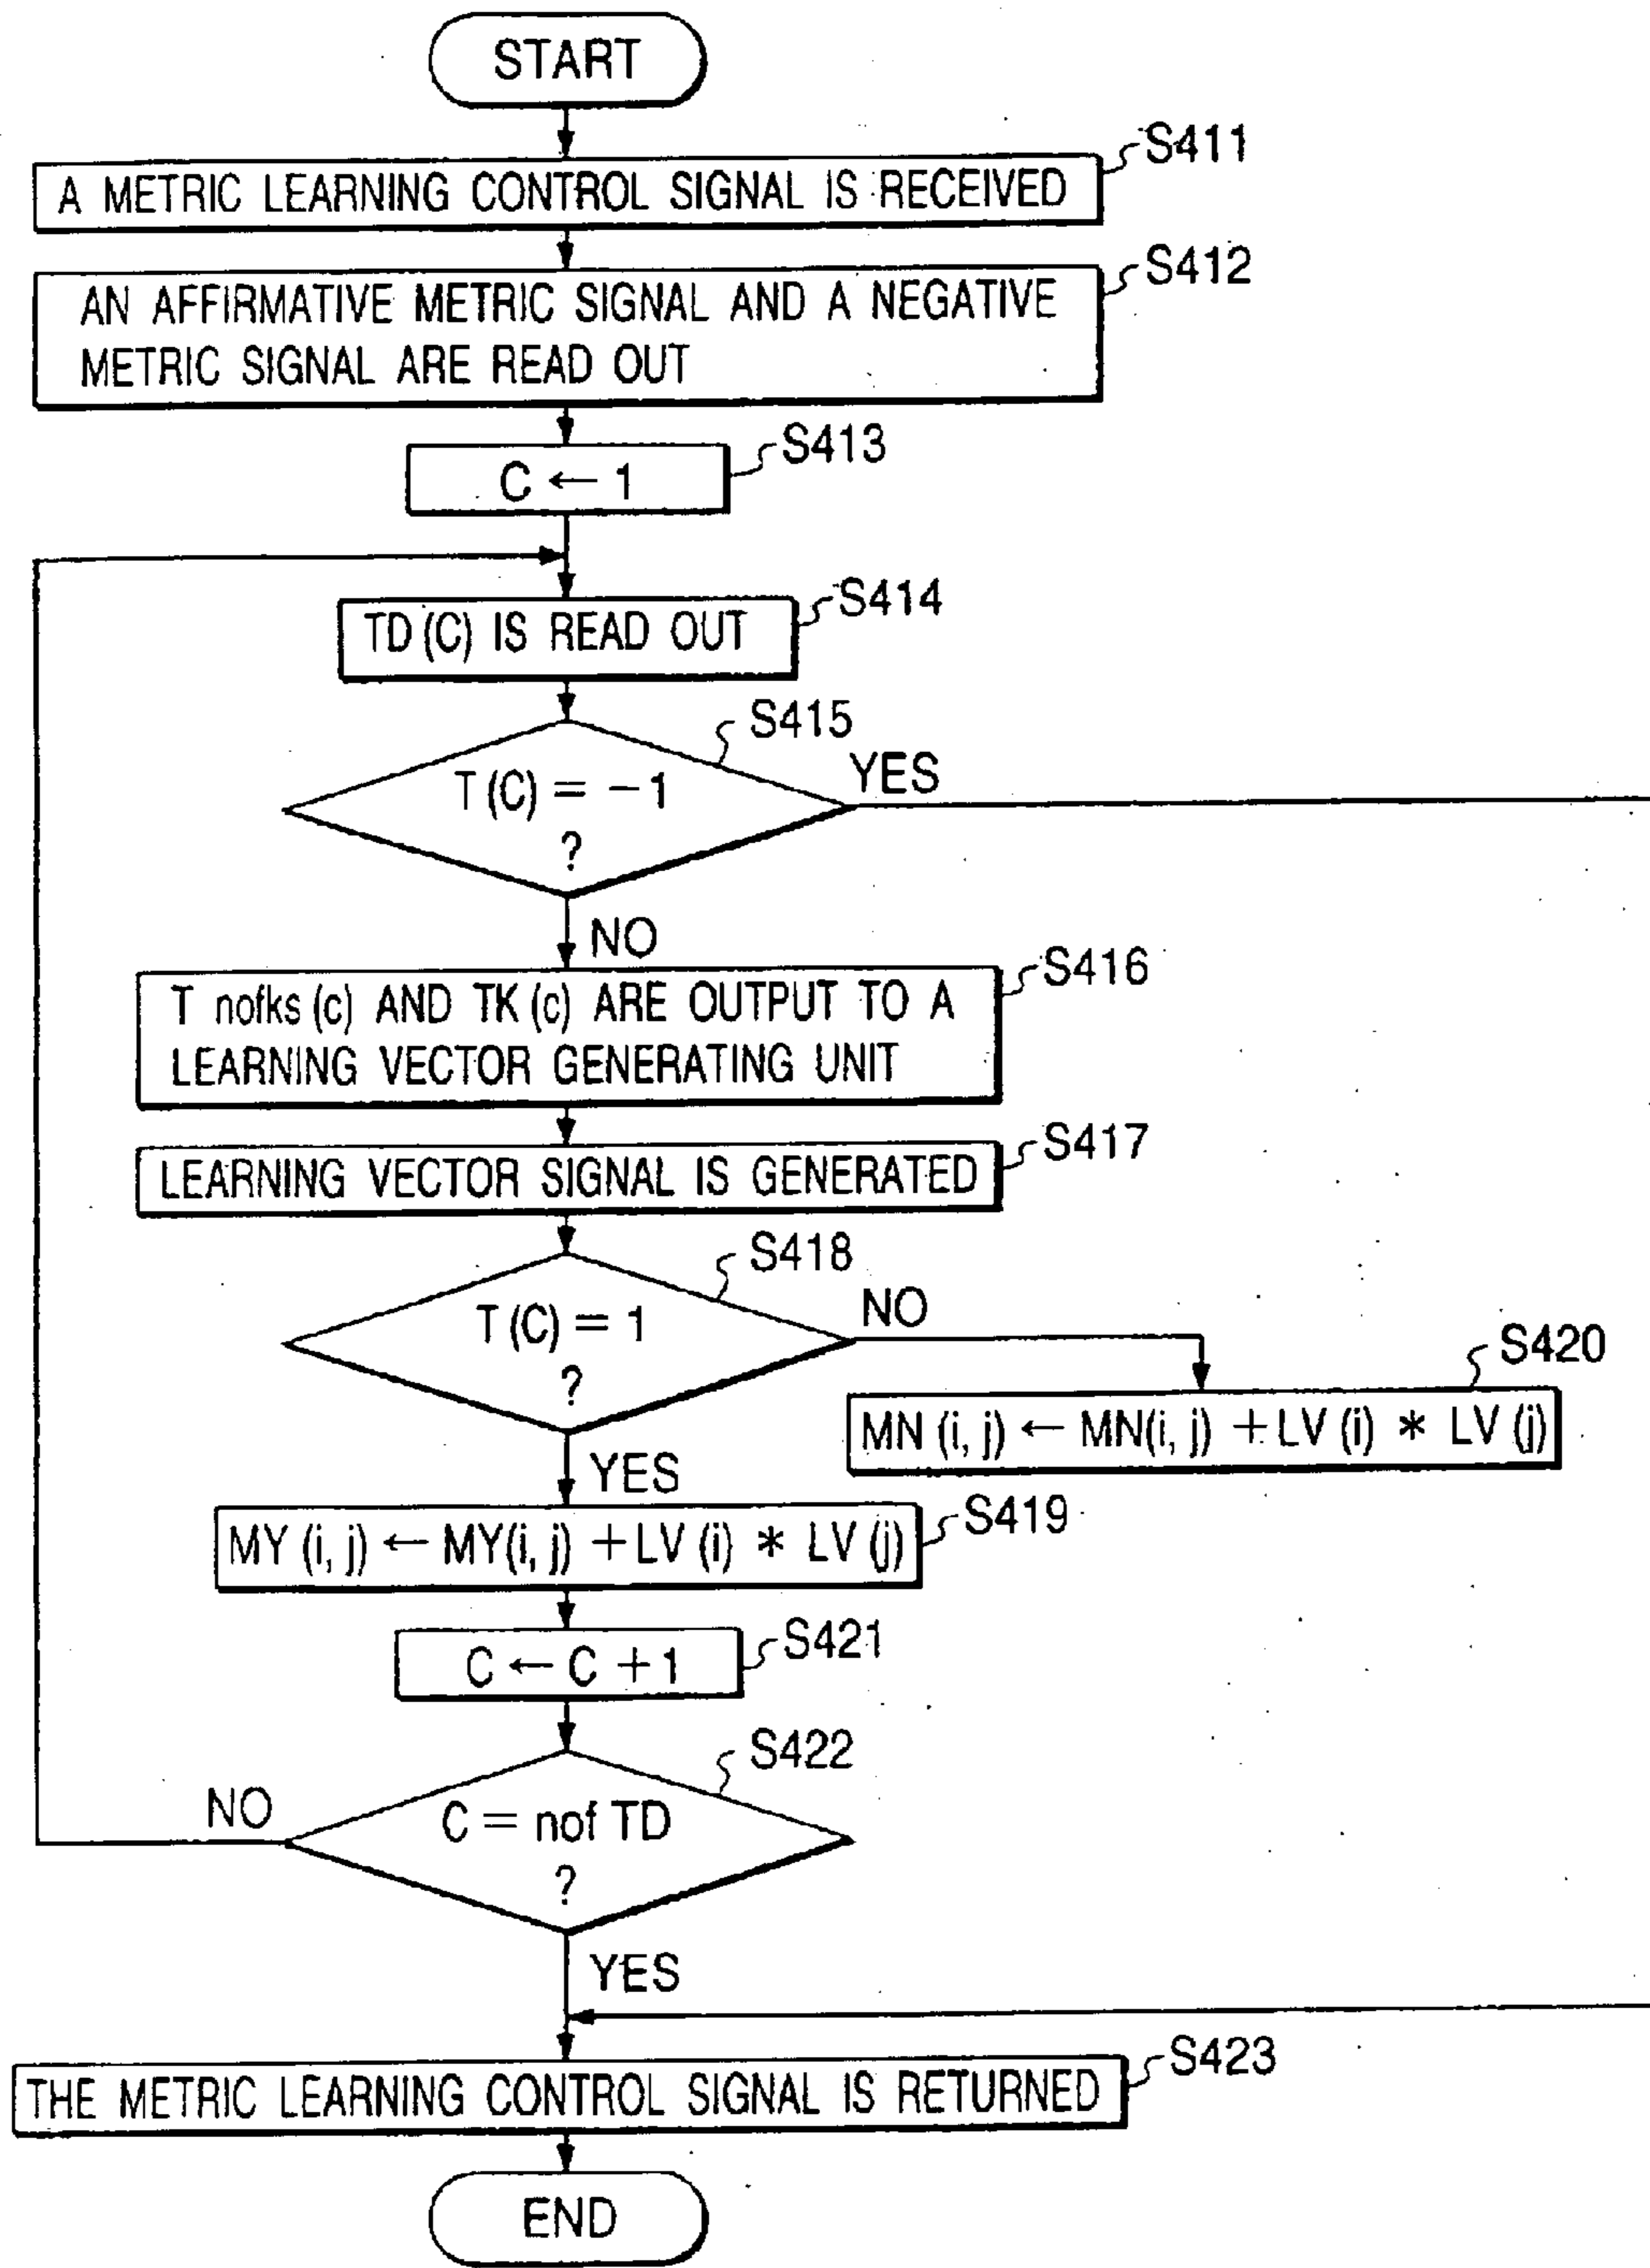 START
S411
A METRIC LEARNING CONTROL SIGNAL IS RECEIVED
S412
AN AFFIRMATIVE METRIC SIGNAL AND A NEGATIVE
METRIC SIGNAL ARE READ OUT
S413
C ← 1
S414
TD (C) IS READ OUT
S415
T (C) = −1
?
YES
NO
S416
T nofks (c) AND TK (c) ARE OUTPUT TO A
LEARNING VECTOR GENERATING UNIT
S417
LEARNING VECTOR SIGNAL IS GENERATED
S418
T (C) = 1
?
NO
S420
MN (i, j) ← MN(i, j) + LV (i) * LV (j)
YES
S419
MY (i, j) ← MY(i, j) + LV (i) * LV (j)
S421
C ← C + 1
S422
C = nof TD
?
NO
YES
S423
THE METRIC LEARNING CONTROL SIGNAL IS RETURNED
END